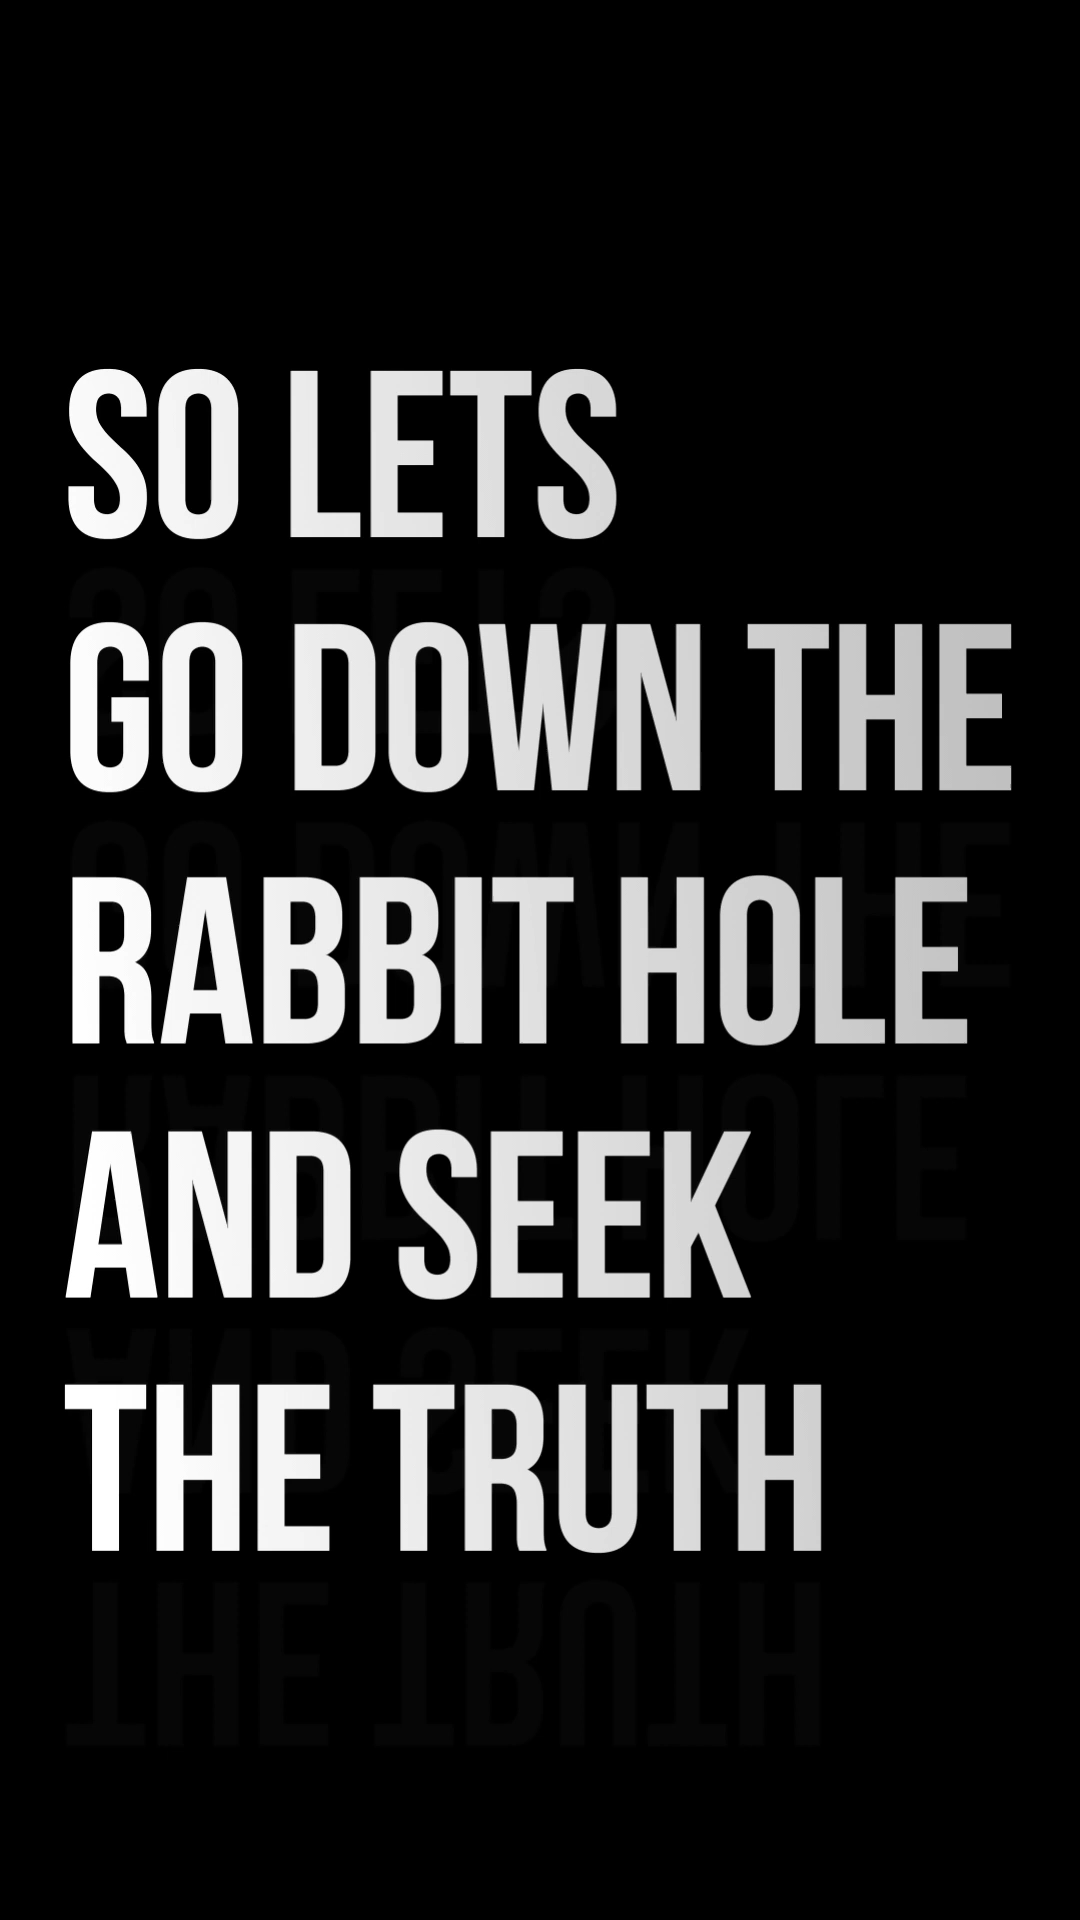 SO LETS
GO DOWN THE
RABBIT HOLE
AND SEEK
THE TRUTH